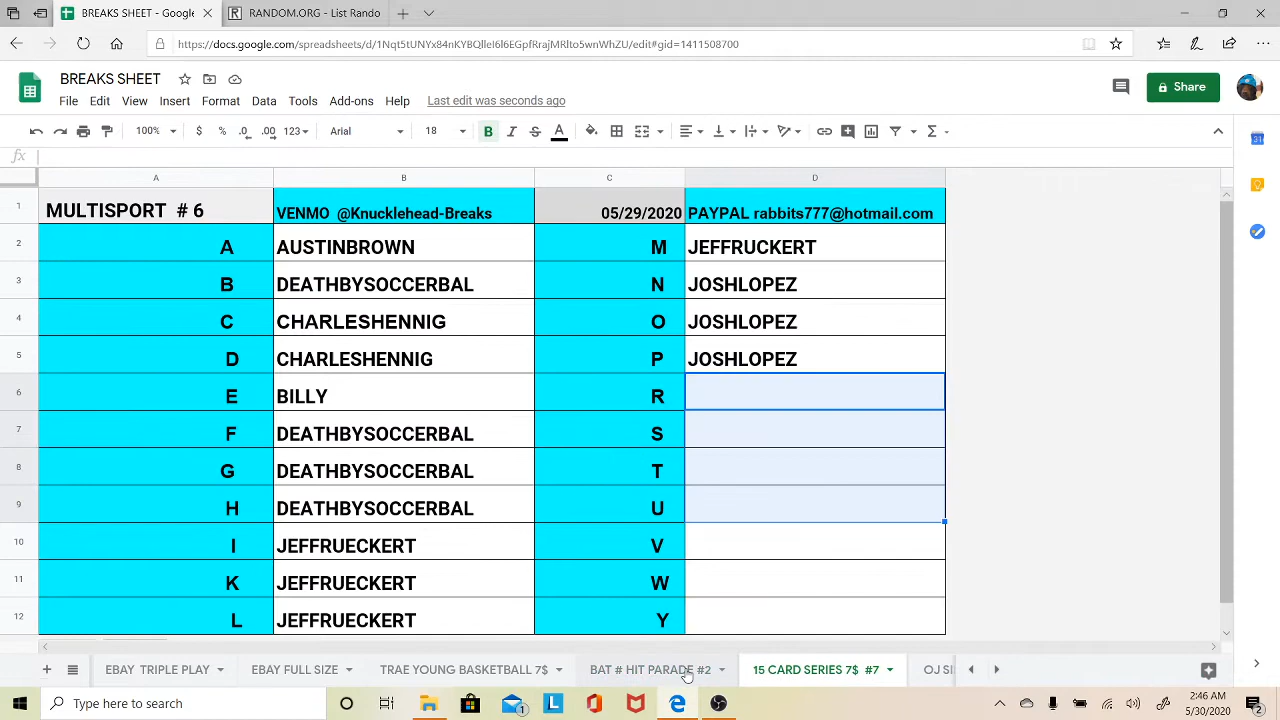 BREAKS SHEET - Google S
RANDOM.ORG - List Rando
https://docs.google.com/spreadsheets/d/
/edit#gid=1411508700
BREAKS SHEET
Share
File Edit View Insert Format Data Tools Add-ons Help Last edit was seconds ago
100% $ % .0 .00 123 Arial 18 B I S A
fx
A B C D
1 MULTISPORT # 6 VENMO @Knucklehead-Breaks 05/29/2020 PAYPAL rabbits777@hotmail.com
2 A AUSTINBROWN M JEFFRUCKERT
3 B DEATHBYSOCCERBAL N JOSHLOPEZ
4 C CHARLESHENNIG O JOSHLOPEZ
5 D CHARLESHENNIG P JOSHLOPEZ
6 E BILLY R
7 F DEATHBYSOCCERBAL S
8 G DEATHBYSOCCERBAL T
9 H DEATHBYSOCCERBAL U
10 I JEFFRUECKERT V
11 K JEFFRUECKERT W
12 L JEFFRUECKERT Y
EBAY TRIPLE PLAY EBAY FULL SIZE TRAE YOUNG BASKETBALL 7$ BAT # HIT PARADE #2 15 CARD SERIES 7$ #7 OJ SI
Type here to search
2:46 AM 5/30/2020